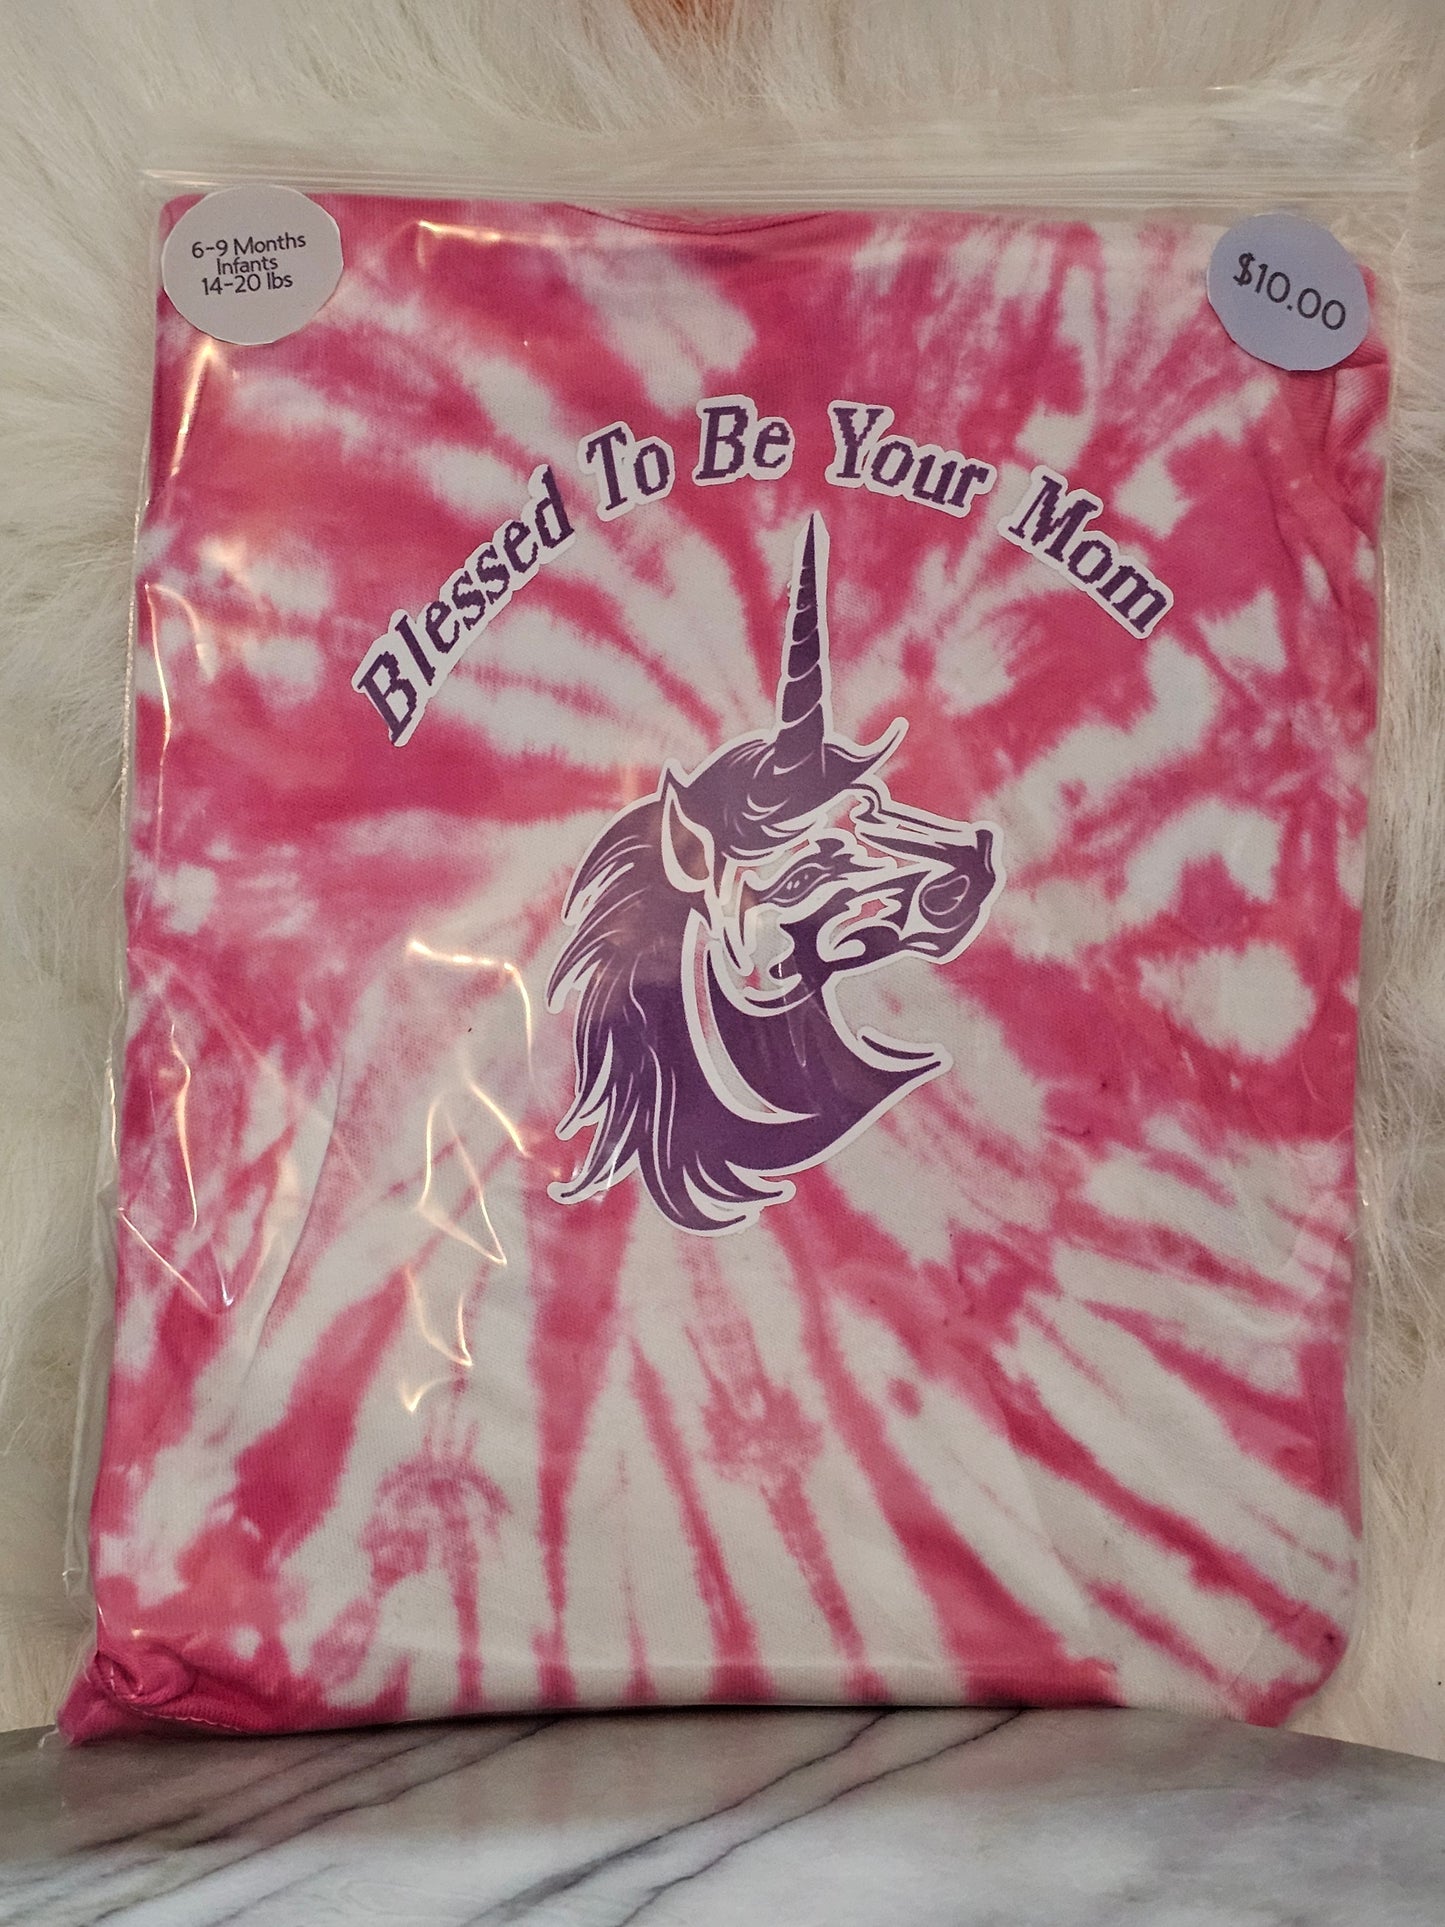 6-9 Months
Infants
14-20 lbs
$10.00
Blessed To Be Your Mom